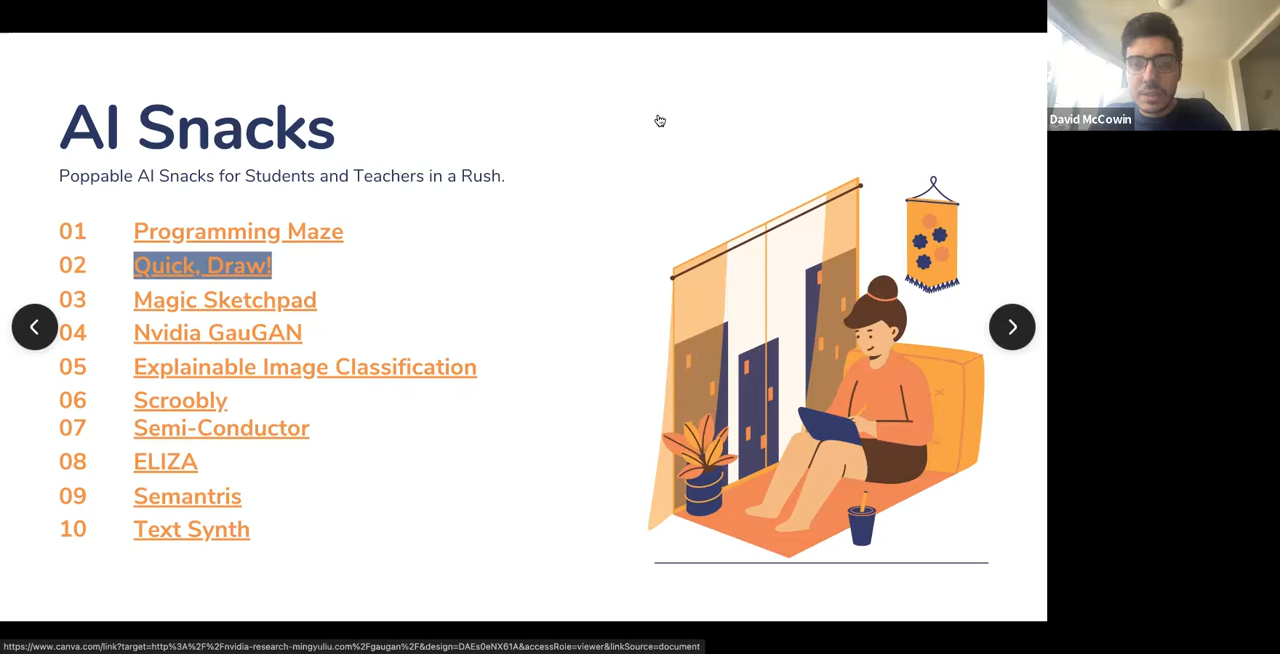 AI Snacks
Poppable AI Snacks for Students and Teachers in a Rush.
01 Programming Maze
02 Quick, Draw!
03 Magic Sketchpad
04 Nvidia GauGAN
05 Explainable Image Classification
06 Scroobly
07 Semi-Conductor
08 ELIZA
09 Semantris
10 Text Synth
David McCowin
https://www.canva.com/link?target=http%3A%2F%2Fnvidia-research-mingyuliu.com%2Fgaugan%2F&design=DAEs0eNX61A&accessRole=viewer&linkSource=document